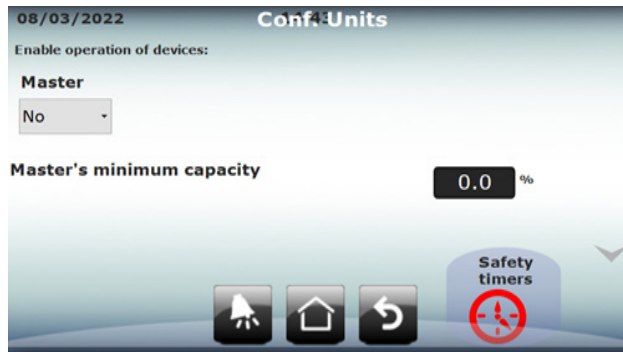 08/03/2022
Conf. Units
Enable operation of devices:
Master
No
Master's minimum capacity
0.0 %
Safety
timers